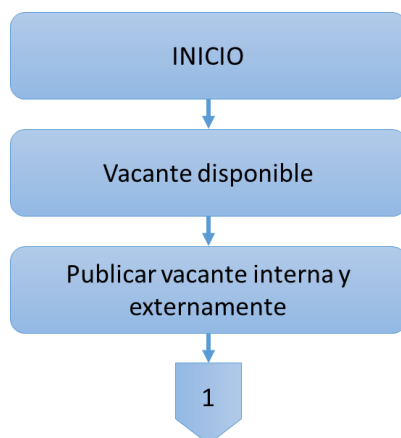 INICIO
Vacante disponible
Publicar vacante interna y
externamente
1